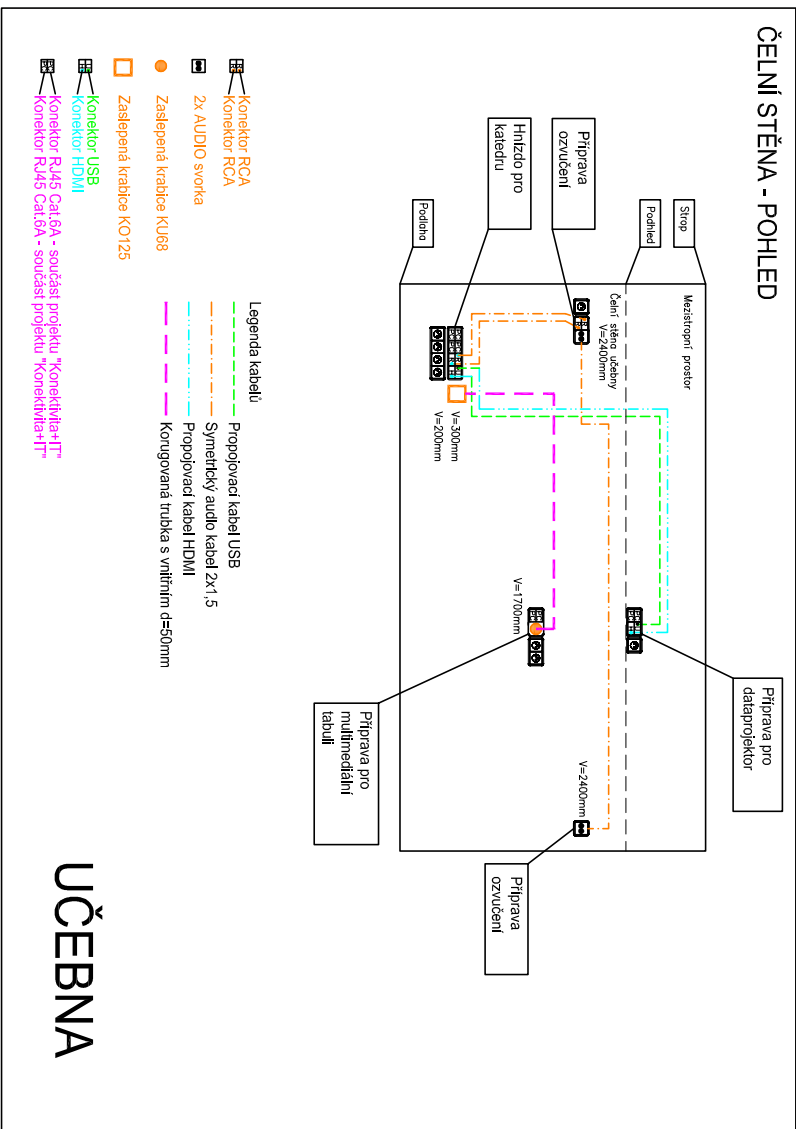 ČELNÍ STĚNA - POHLED
Strop
Podhled
Příprava
ozvučení
Hnízdo pro
katedru
Podlaha
Mezistropní prostor
Čelní stěna učebny
V=2400mm
V=300mm
V=200mm
V=1700mm
V=2400mm
Příprava pro
dataprojektor
Příprava pro
multimediální
tabuli
Příprava
ozvučení
Konektor RCA
Konektor RCA
2x AUDIO svorka
Zaslepená krabice KU68
Zaslepená krabice KO125
Konektor USB
Konektor HDMI
Konektor RJ45 Cat.6A - součást projektu "Konektivita+IT"
Konektor RJ45 Cat.6A - součást projektu "Konektivita+IT"
Legenda kabelů
Propojovací kabel USB
Symetrický audio kabel 2x1,5
Propojovací kabel HDMI
Korugovaná trubka s vnitřním d=50mm
UČEBNA